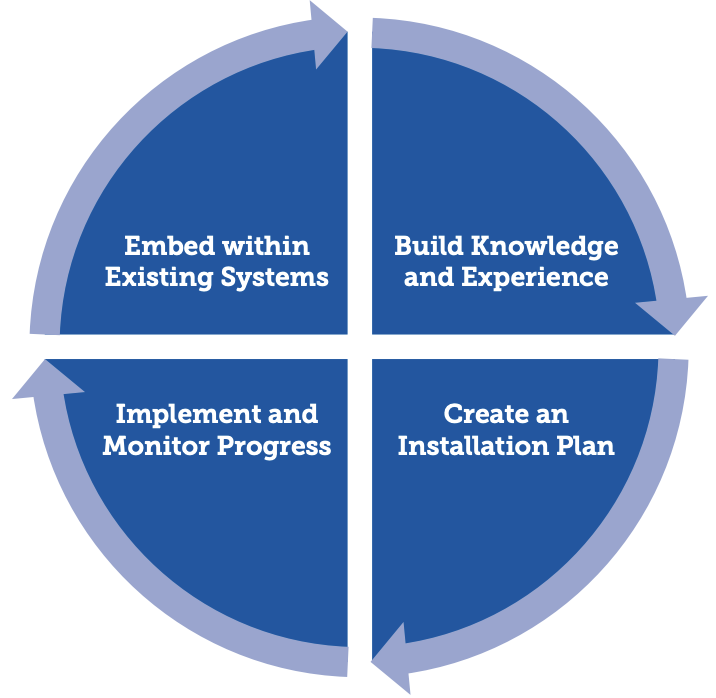 Embed within
Existing Systems
Build Knowledge
and Experience
Implement and
Monitor Progress
Create an
Installation Plan